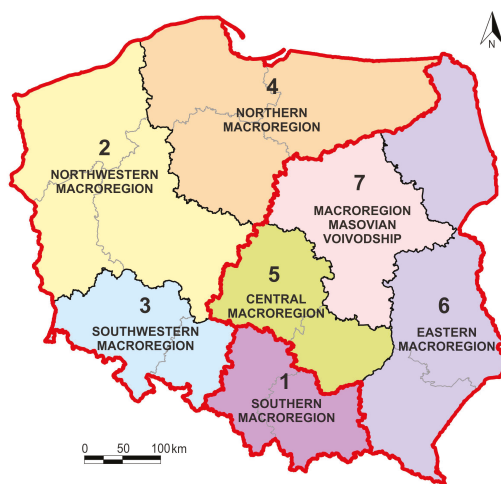 N
4
NORTHERN
MACROREGION
2
NORTHWESTERN
MACROREGION
7
MACROREGION
MASOVIAN
VOIVODSHIP
5
CENTRAL
MACROREGION
3
SOUTHWESTERN
MACROREGION
6
EASTERN
MACROREGION
1
SOUTHERN
MACROREGION
0 50 100 km